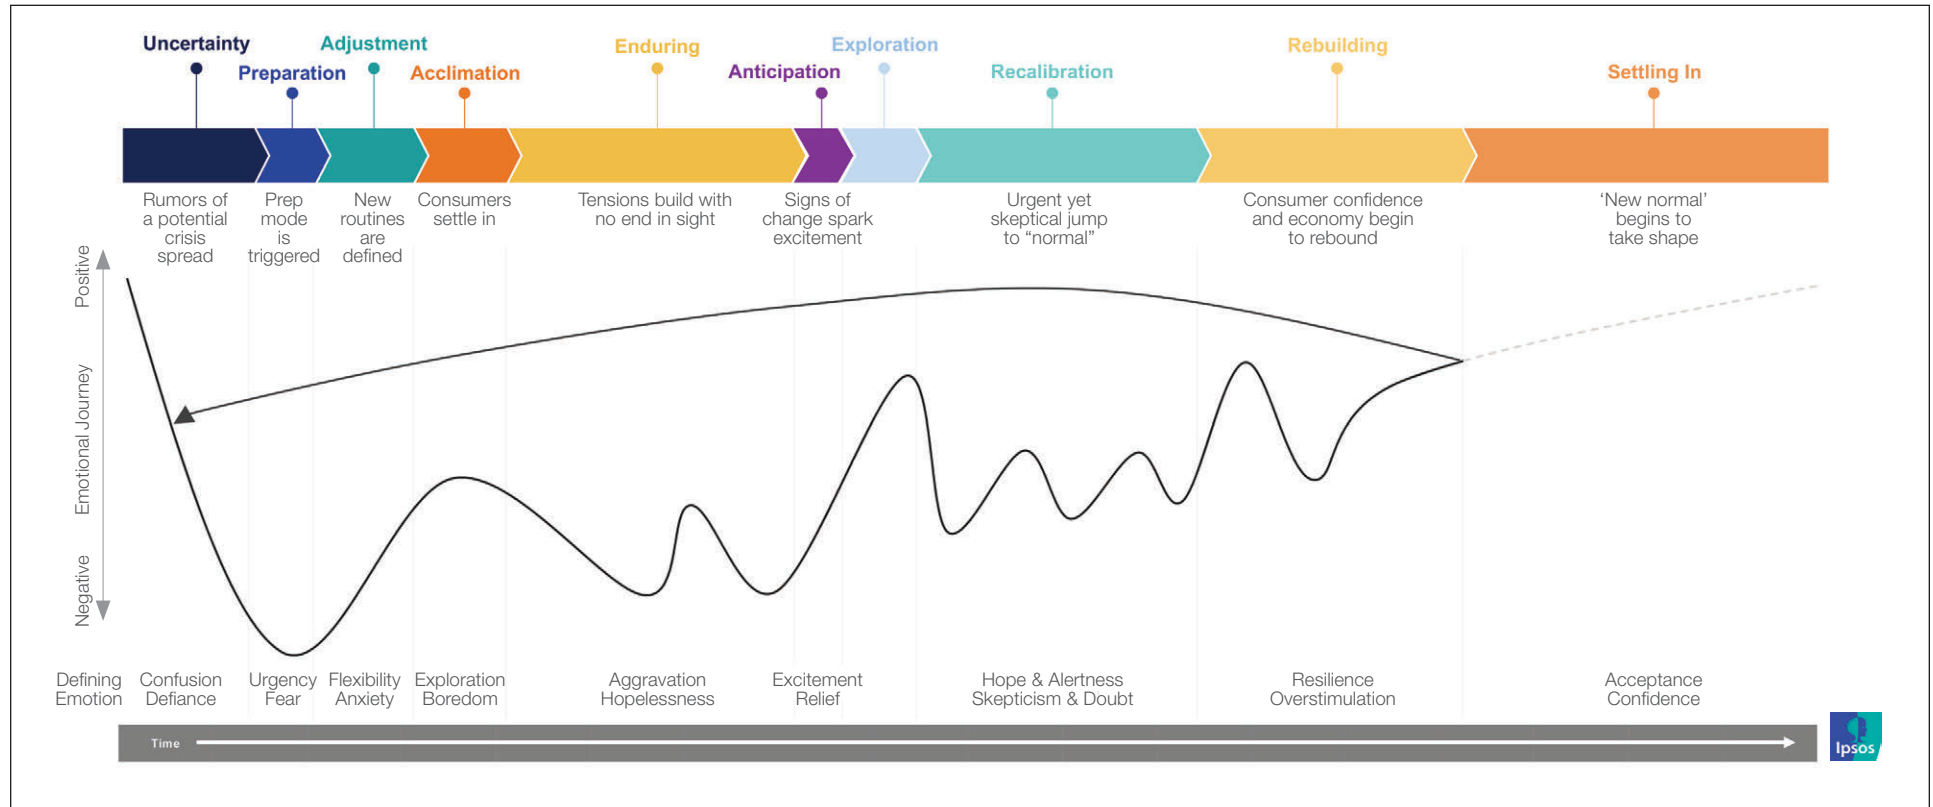 Uncertainty
Preparation
Adjustment
Acclimation
Enduring
Anticipation
Exploration
Recalibration
Rebuilding
Settling In
Rumors of
a potential
crisis
spread
Prep
mode
is
triggered
New
routines
are
defined
Consumers
settle in
Tensions build with
no end in sight
Signs of
change spark
excitement
Urgent yet
skeptical jump
to “normal”
Consumer confidence
and economy begin
to rebound
‘New normal’
begins to
take shape
Positive
Emotional Journey
Negative
Defining
Emotion
Confusion
Defiance
Urgency
Fear
Flexibility
Anxiety
Exploration
Boredom
Aggravation
Hopelessness
Excitement
Relief
Hope & Alertness
Skepticism & Doubt
Resilience
Overstimulation
Acceptance
Confidence
Time
Ipsos